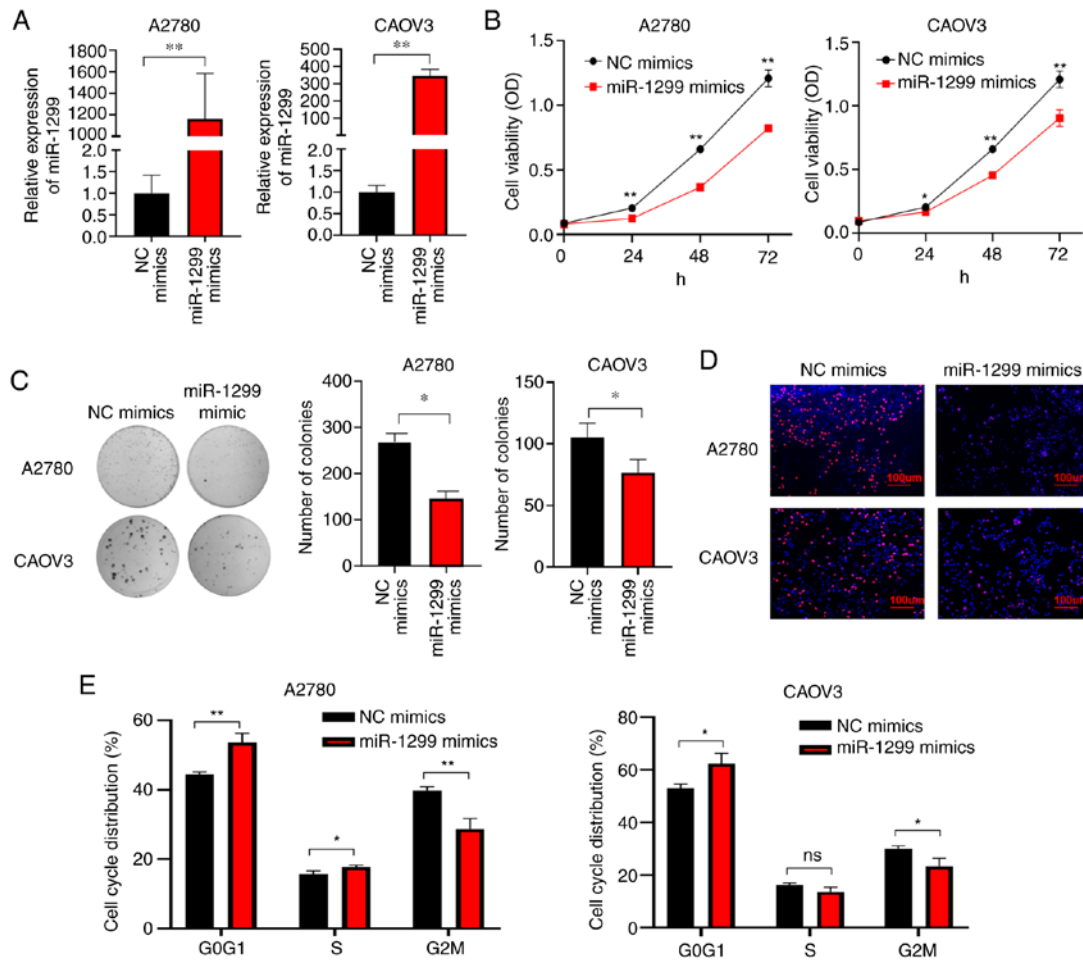 A
A2780
Relative expression
of miR-1299
1600
1400
1200
1000
2.0
1.5
1.0
0.5
0.0
**
NC
mimics
miR-1299
mimics
CAOV3
Relative expression
of miR-1299
500
400
300
200
100
2.0
1.5
1.0
0.5
0.0
**
NC
mimics
miR-1299
mimics
B
A2780
Cell viability (OD)
1.5
1.0
0.5
0.0
NC mimics
miR-1299 mimics
**
**
**
0 24 48 72
h
CAOV3
Cell viability (OD)
1.5
1.0
0.5
0.0
NC mimics
miR-1299 mimics
*
**
**
0 24 48 72
h
C
NC mimics
miR-1299
mimic
A2780
CAOV3
A2780
Number of colonies
400
300
200
100
0
*
NC
mimics
miR-1299
mimics
CAOV3
Number of colonies
150
100
50
0
*
NC
mimics
miR-1299
mimics
D
NC mimics miR-1299 mimics
A2780
100um
100um
CAOV3
100um
100um
E
A2780
Cell cycle distribution (%)
60
40
20
0
NC mimics
miR-1299 mimics
**
*
**
G0G1 S G2M
CAOV3
Cell cycle distribution (%)
80
60
40
20
0
NC mimics
miR-1299 mimics
*
ns
*
G0G1 S G2M